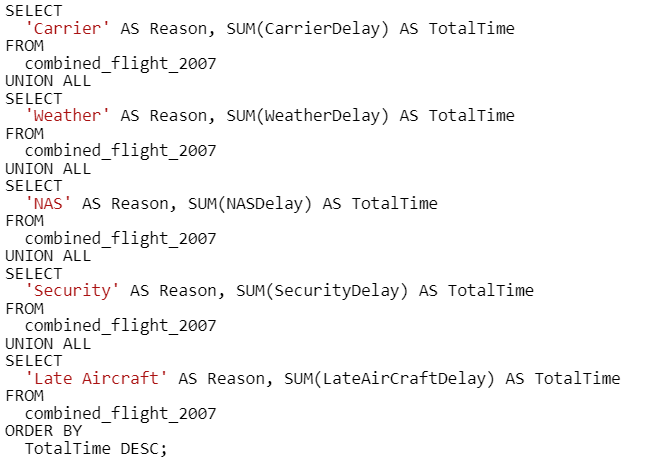 SELECT
  'Carrier' AS Reason, SUM(CarrierDelay) AS TotalTime
FROM
  combined_flight_2007
UNION ALL
SELECT
  'Weather' AS Reason, SUM(WeatherDelay) AS TotalTime
FROM
  combined_flight_2007
UNION ALL
SELECT
  'NAS' AS Reason, SUM(NASDelay) AS TotalTime
FROM
  combined_flight_2007
UNION ALL
SELECT
  'Security' AS Reason, SUM(SecurityDelay) AS TotalTime
FROM
  combined_flight_2007
UNION ALL
SELECT
  'Late Aircraft' AS Reason, SUM(LateAirCraftDelay) AS TotalTime
FROM
  combined_flight_2007
ORDER BY
  TotalTime DESC;